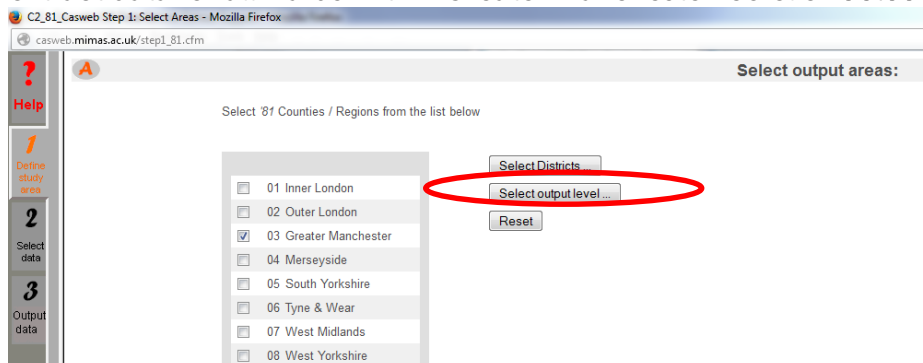 C2_81_Casweb Step 1: Select Areas - Mozilla Firefox
casweb.mimas.ac.uk/step1_81.cfm
?
Help
1
Define
study
area
2
Select
data
3
Output
data
A
Select output areas:
Select '81 Counties / Regions from the list below
01 Inner London
02 Outer London
03 Greater Manchester
04 Merseyside
05 South Yorkshire
06 Tyne & Wear
07 West Midlands
08 West Yorkshire
Select Districts ...
Select output level ...
Reset